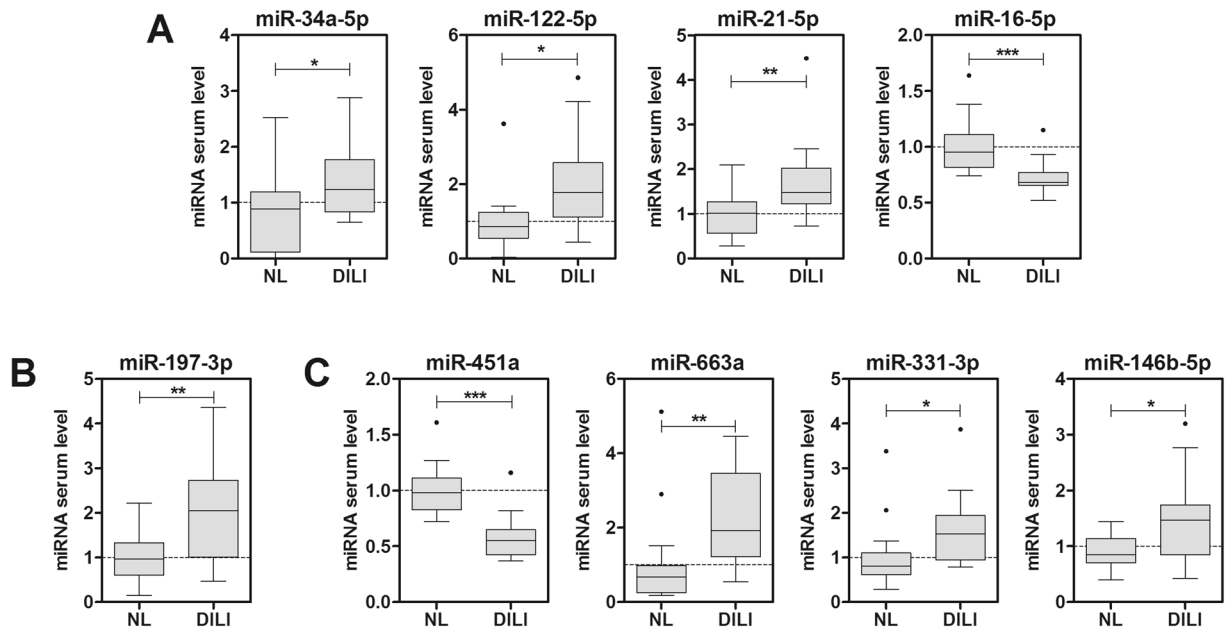 A
miR-34a-5p
miRNA serum level
4
3
2
1
0
*
NL DILI
miR-122-5p
miRNA serum level
6
4
2
0
*
NL DILI
miR-21-5p
miRNA serum level
5
4
3
2
1
0
**
NL DILI
miR-16-5p
miRNA serum level
2.0
1.5
1.0
0.5
0.0
***
NL DILI
B
miR-197-3p
miRNA serum level
5
4
3
2
1
0
**
NL DILI
C
miR-451a
miRNA serum level
2.0
1.5
1.0
0.5
0.0
***
NL DILI
miR-663a
miRNA serum level
6
4
2
0
**
NL DILI
miR-331-3p
miRNA serum level
5
4
3
2
1
0
*
NL DILI
miR-146b-5p
miRNA serum level
4
3
2
1
0
*
NL DILI